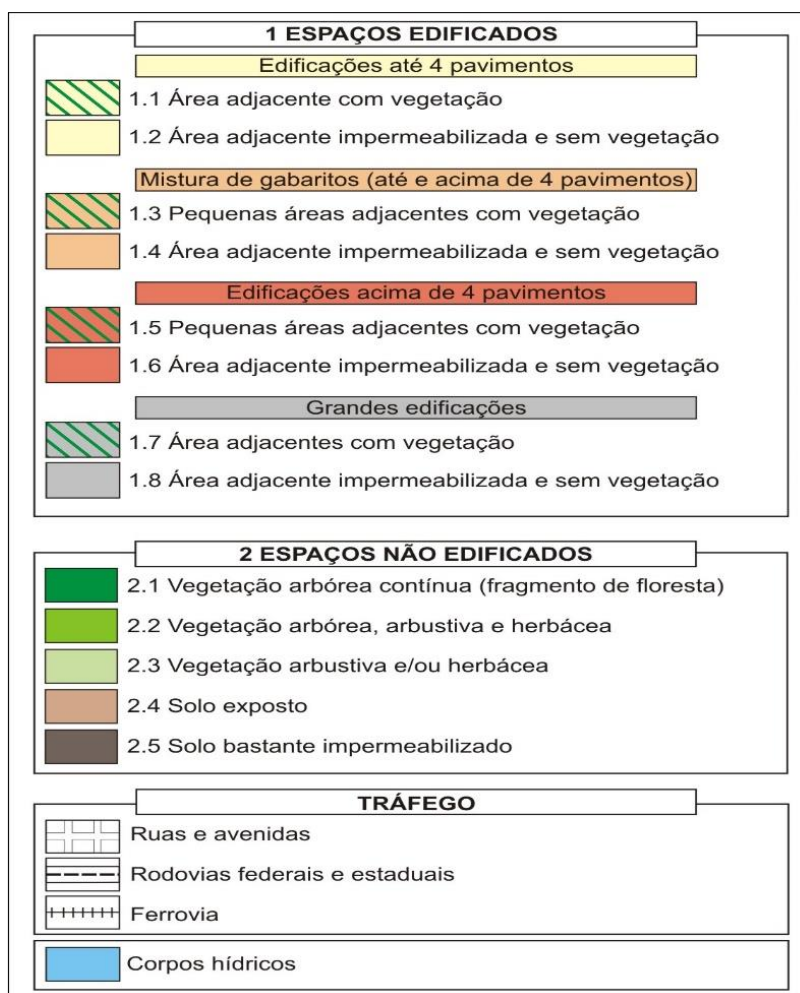 1 ESPAÇOS EDIFICADOS
Edificações até 4 pavimentos
1.1 Área adjacente com vegetação
1.2 Área adjacente impermeabilizada e sem vegetação
Mistura de gabaritos (até e acima de 4 pavimentos)
1.3 Pequenas áreas adjacentes com vegetação
1.4 Área adjacente impermeabilizada e sem vegetação
Edificações acima de 4 pavimentos
1.5 Pequenas áreas adjacentes com vegetação
1.6 Área adjacente impermeabilizada e sem vegetação
Grandes edificações
1.7 Área adjacentes com vegetação
1.8 Área adjacente impermeabilizada e sem vegetação
2 ESPAÇOS NÃO EDIFICADOS
2.1 Vegetação arbórea contínua (fragmento de floresta)
2.2 Vegetação arbórea, arbustiva e herbácea
2.3 Vegetação arbustiva e/ou herbácea
2.4 Solo exposto
2.5 Solo bastante impermeabilizado
TRÁFEGO
Ruas e avenidas
Rodovias federais e estaduais
Ferrovia
Corpos hídricos